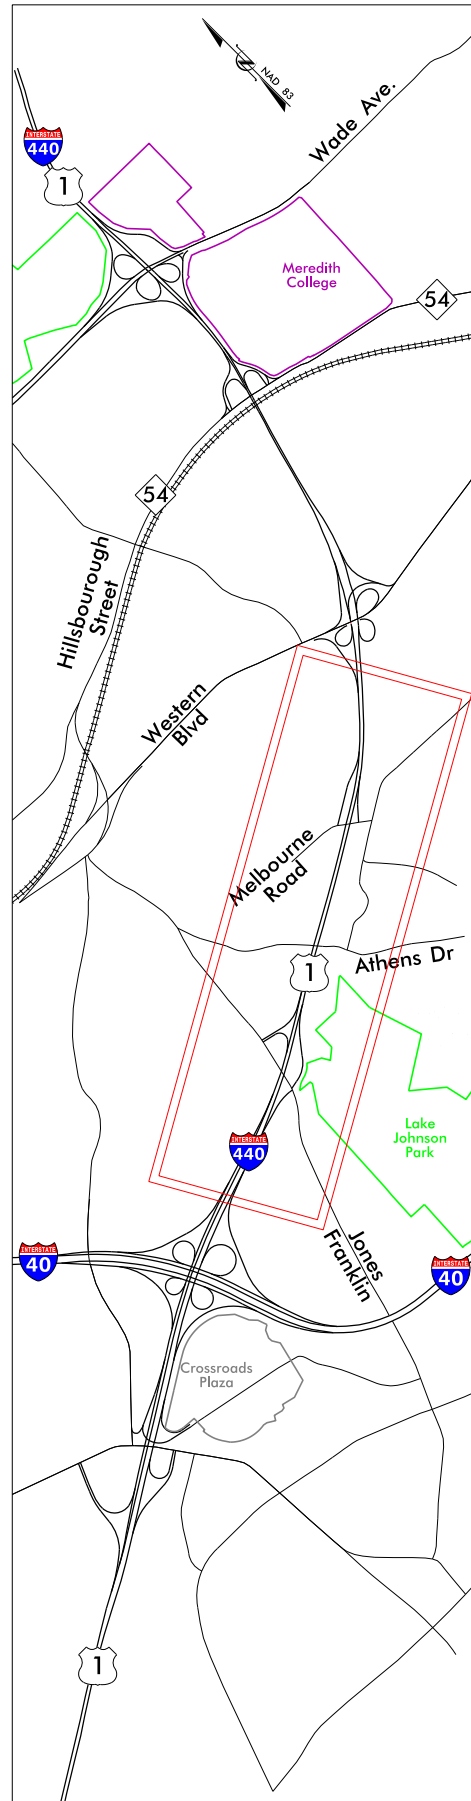 N
NAD 83
Wade Ave.
INTERSTATE
440
1
Meredith
College
54
54
Hillsbourough
Street
Western
Blvd
Melbourne
Road
Athens Dr
1
Lake
Johnson
Park
INTERSTATE
440
Jones
Franklin
INTERSTATE
40
INTERSTATE
40
Crossroads
Plaza
1